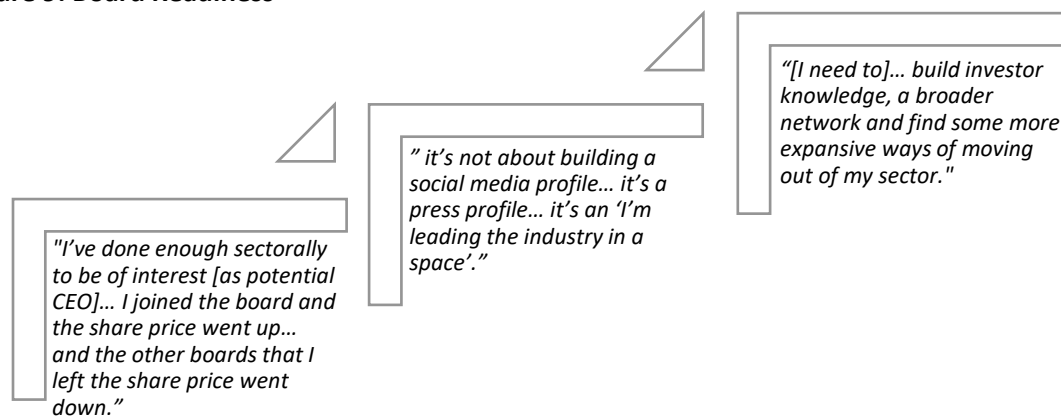 "I've done enough sectorally
to be of interest [as potential
CEO]… I joined the board and
the share price went up…
and the other boards that I
left the share price went
down.”
” it’s not about building a
social media profile… it’s a
press profile… it’s an ‘I’m
leading the industry in a
space’.”
“[I need to]… build investor
knowledge, a broader
network and find some more
expansive ways of moving
out of my sector."